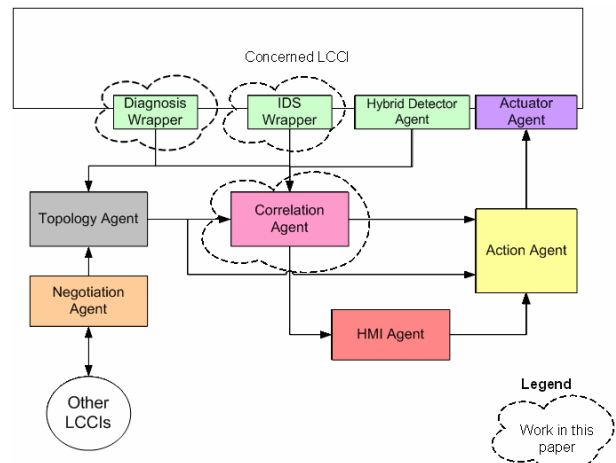 Concerned LCCI
Diagnosis
Wrapper
IDS
Wrapper
Hybrid Detector
Agent
Actuator
Agent
Topology Agent
Correlation
Agent
Action Agent
Negotiation
Agent
HMI Agent
Other
LCCIs
Legend
Work in this
paper